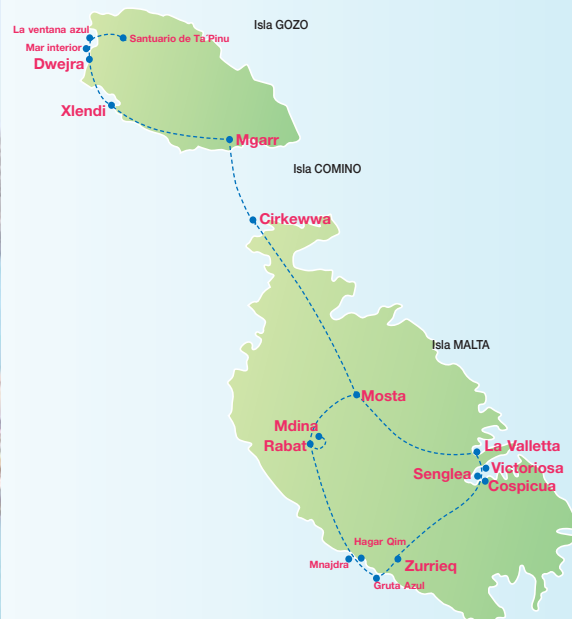 Isla GOZO
La ventana azul
Santuario de Ta'Pinu
Mar interior
Dwejra
Xlendi
Mgarr
Isla COMINO
Cirkewwa
Isla MALTA
Mosta
Mdina
Rabat
La Valletta
Victoriosa
Senglea
Cospicua
Hagar Qim
Mnajdra
Zurrieq
Gruta Azul